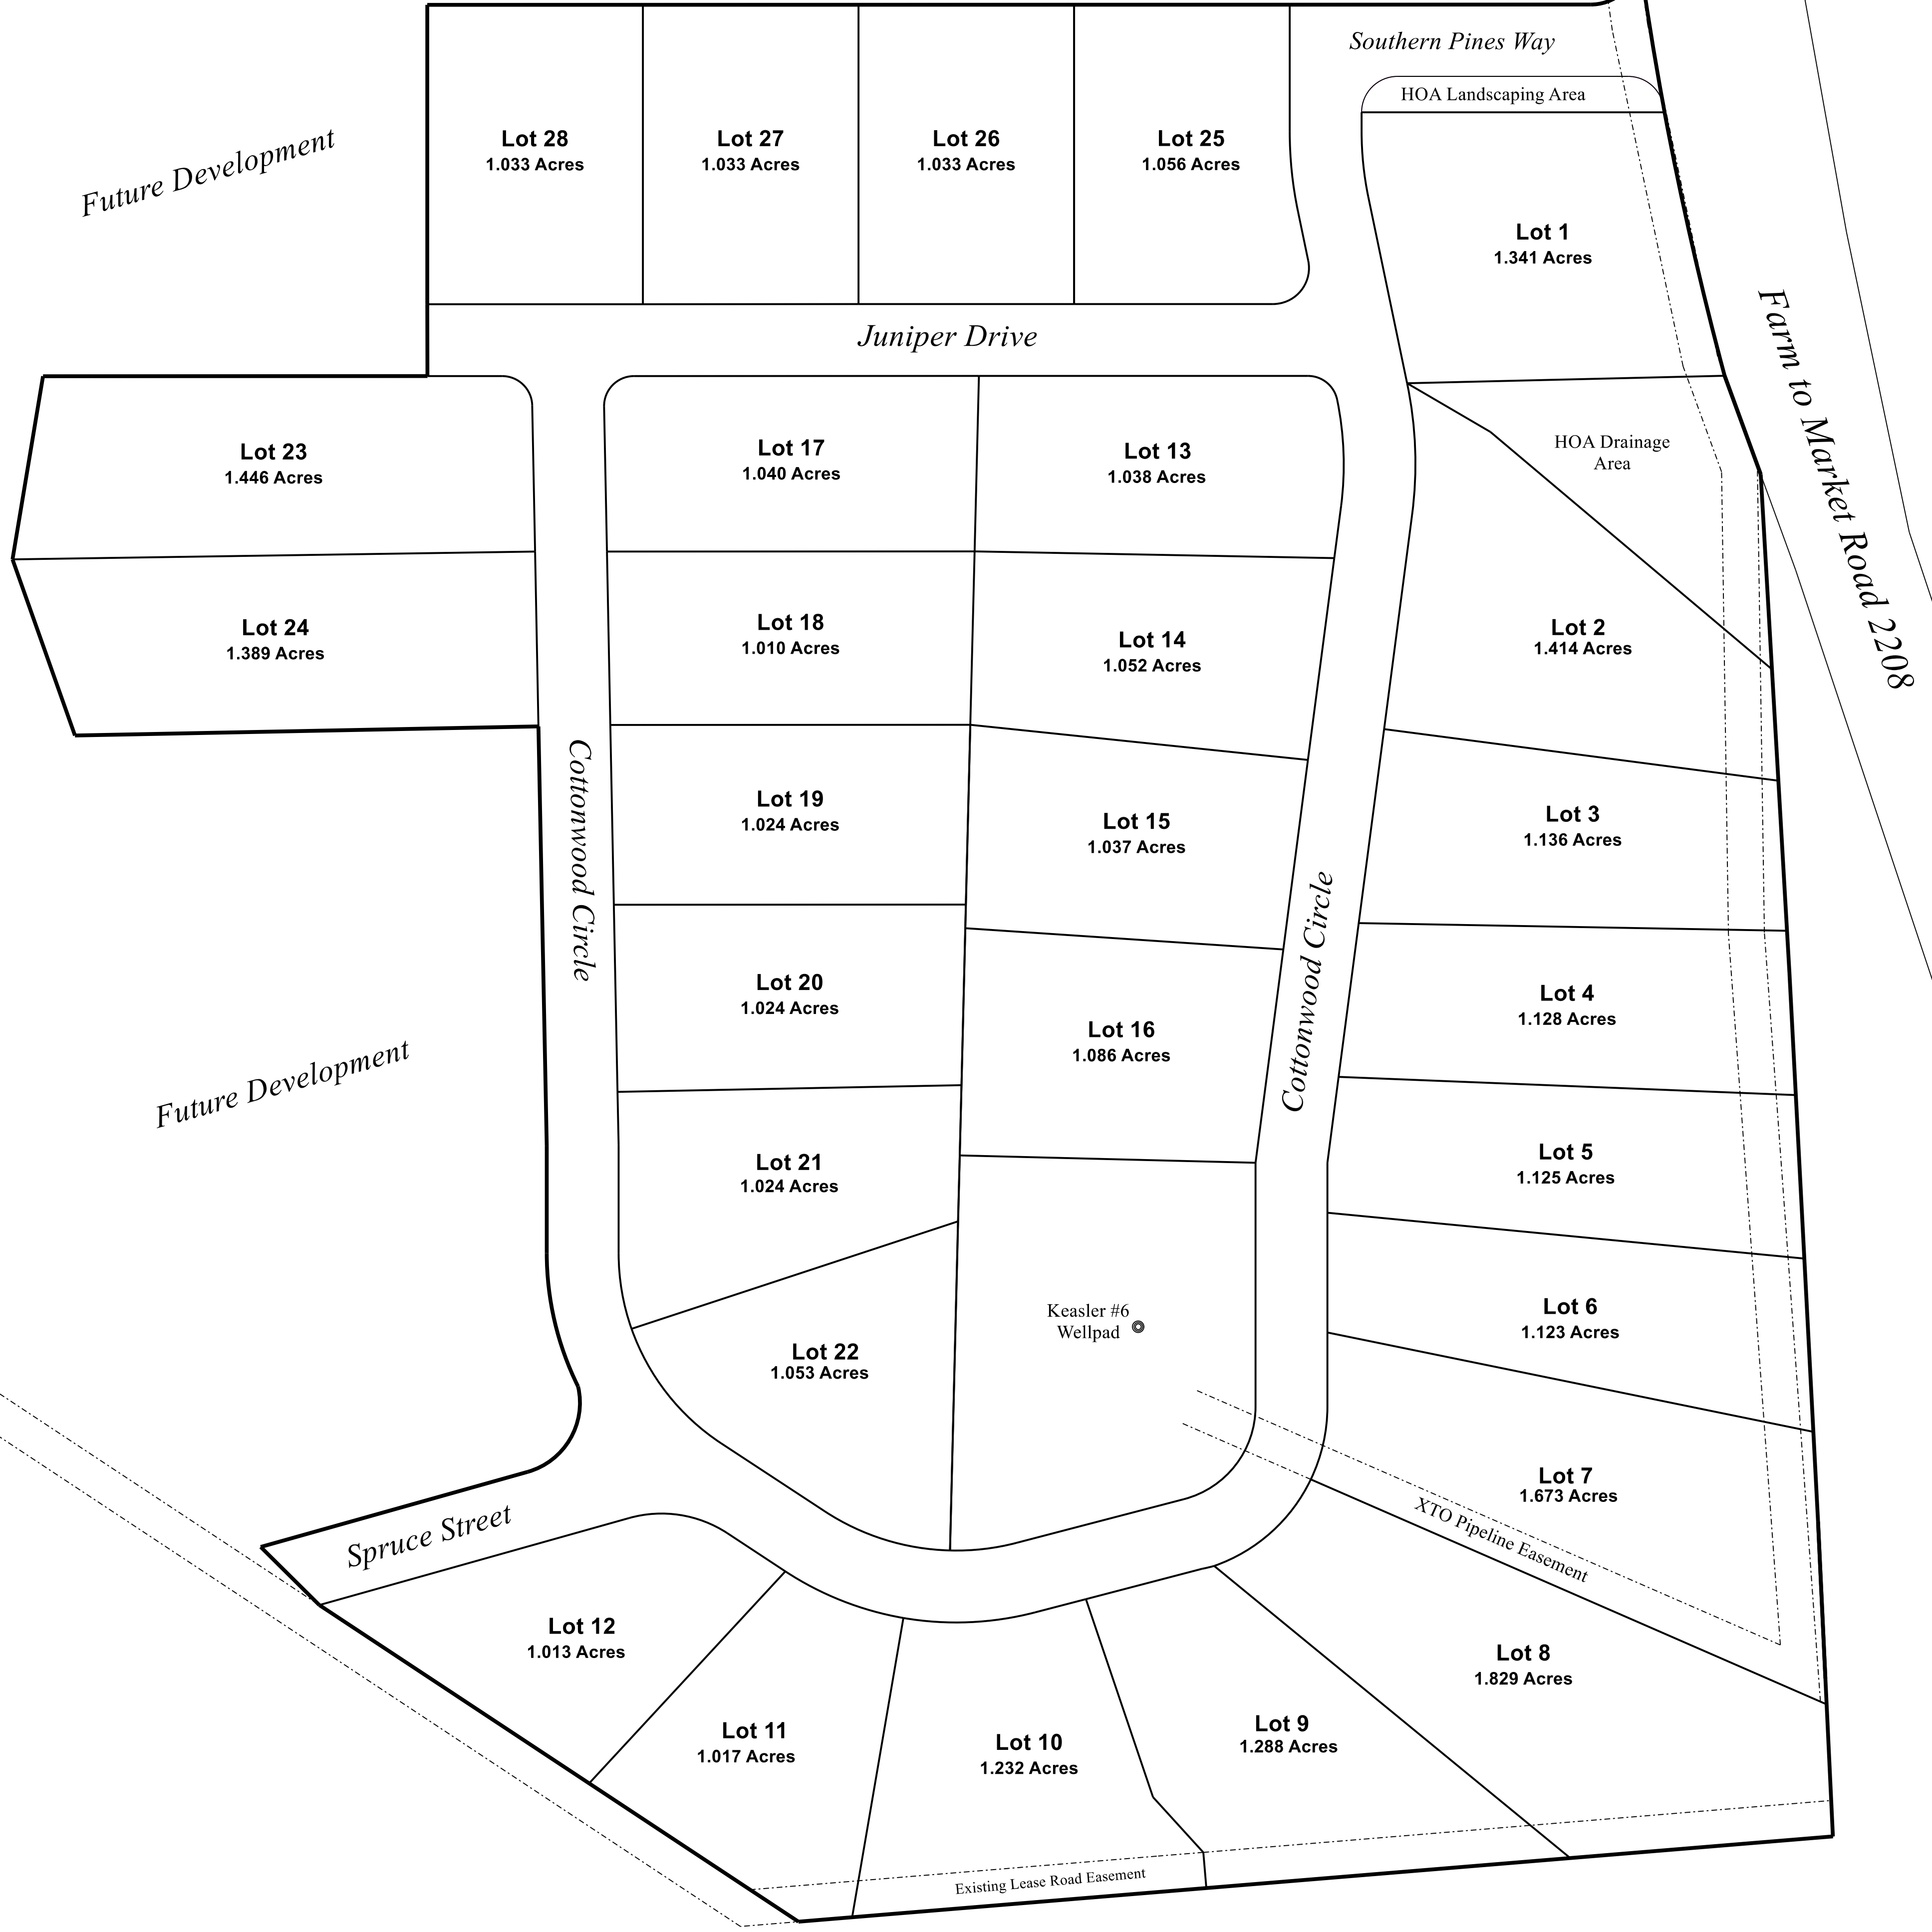 Southern Pines Way
HOA Landscaping Area
Future Development
Lot 28
1.033 Acres
Lot 27
1.033 Acres
Lot 26
1.033 Acres
Lot 25
1.056 Acres
Lot 1
1.341 Acres
Juniper Drive
Farm to Market Road 2208
Lot 23
1.446 Acres
Lot 17
1.040 Acres
Lot 13
1.038 Acres
HOA Drainage
Area
Lot 24
1.389 Acres
Lot 18
1.010 Acres
Lot 14
1.052 Acres
Lot 2
1.414 Acres
Cottonwood Circle
Lot 19
1.024 Acres
Lot 15
1.037 Acres
Lot 3
1.136 Acres
Cottonwood Circle
Lot 20
1.024 Acres
Lot 16
1.086 Acres
Lot 4
1.128 Acres
Future Development
Lot 21
1.024 Acres
Lot 5
1.125 Acres
Keasler #6
Wellpad
Lot 6
1.123 Acres
Lot 22
1.053 Acres
Lot 7
1.673 Acres
XTO Pipeline Easement
Spruce Street
Lot 12
1.013 Acres
Lot 8
1.829 Acres
Lot 11
1.017 Acres
Lot 10
1.232 Acres
Lot 9
1.288 Acres
Existing Lease Road Easement